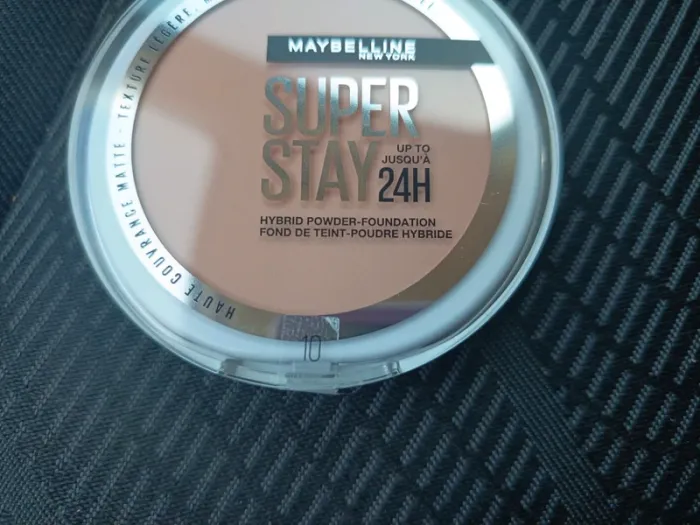 MAYBELLINE
NEW YORK
SUPER
STAY
UP TO
JUSQU'À
24H
HYBRID POWDER-FOUNDATION
FOND DE TEINT-POUDRE HYBRIDE
HAUTE COUVRANCE MATTE - TEXTURE LÉGÈRE,
10